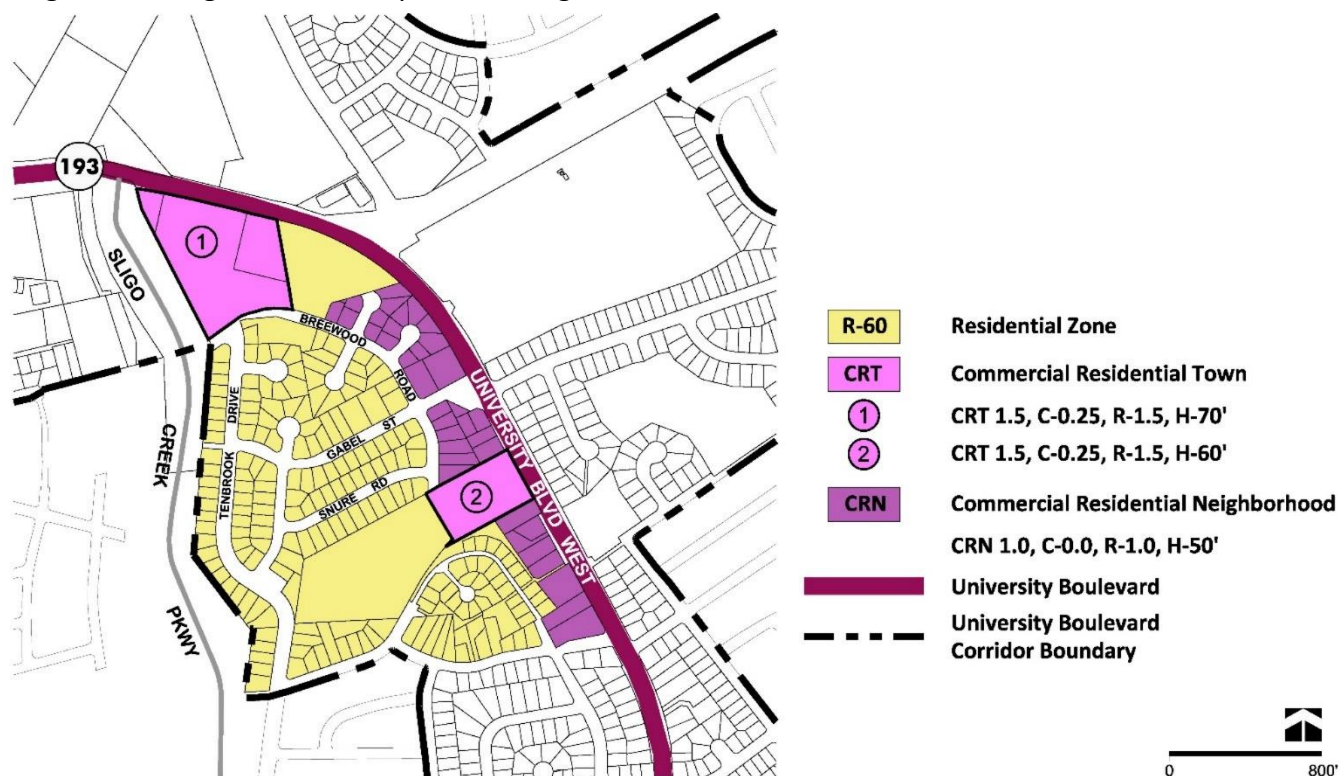 193
1
SLIGO
CREEK
PKWY
BREEWOOD
ROAD
DRIVE
TENBROOK
GABEL ST
SNURE RD
2
UNIVERSITY BLVD WEST
R-60 Residential Zone
CRT Commercial Residential Town
1 CRT 1.5, C-0.25, R-1.5, H-70'
2 CRT 1.5, C-0.25, R-1.5, H-60'
CRN Commercial Residential Neighborhood
CRN 1.0, C-0.0, R-1.0, H-50'
University Boulevard
University Boulevard
Corridor Boundary
0 800'